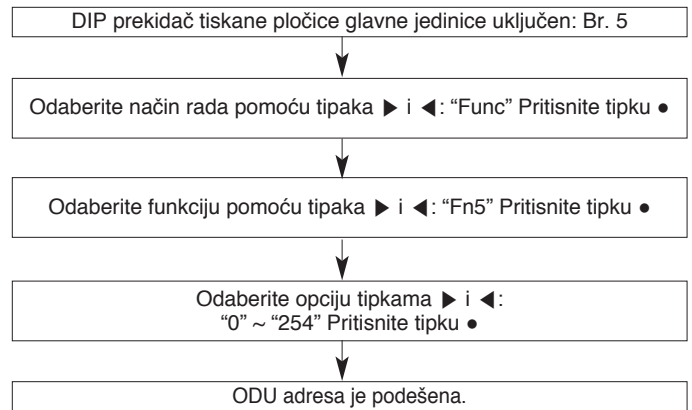 DIP prekidač tiskane pločice glavne jedinice uključen: Br. 5
Odaberite način rada pomoću tipaka ▶ i ◀: “Func” Pritisnite tipku ●
Odaberite funkciju pomoću tipaka ▶ i ◀: “Fn5” Pritisnite tipku ●
Odaberite opciju tipkama ▶ i ◀:
“0” ~ “254” Pritisnite tipku ●
ODU adresa je podešena.